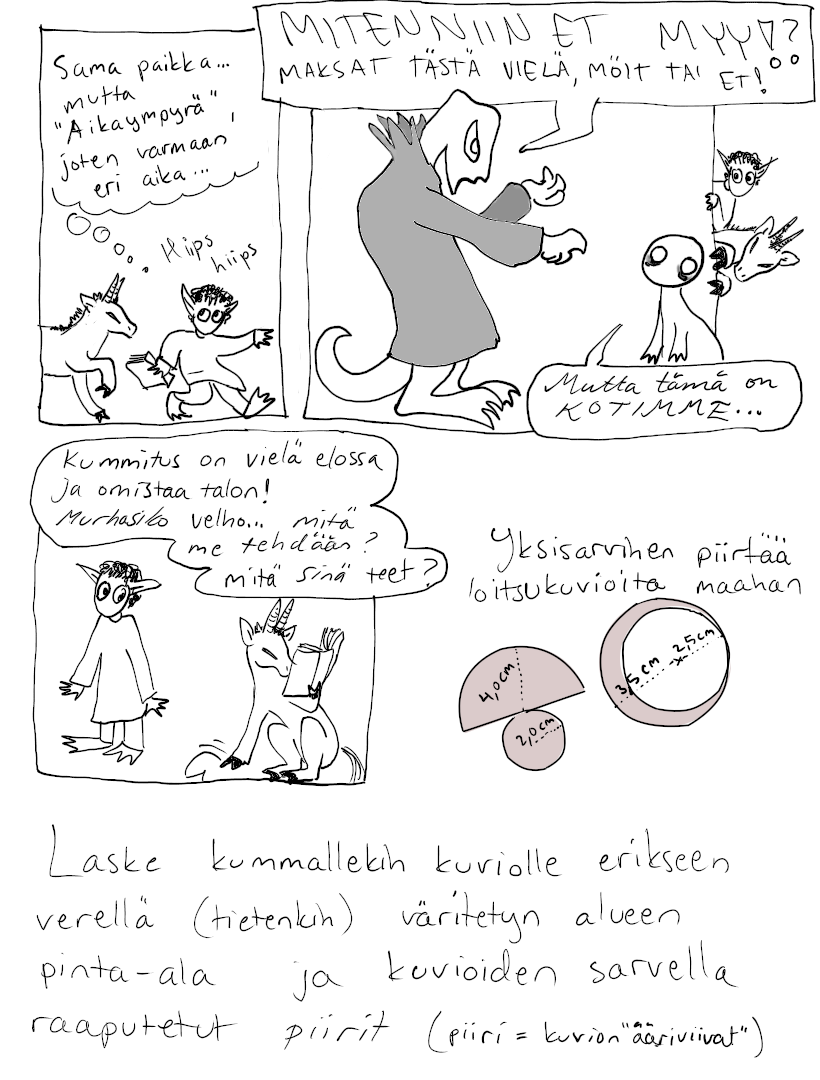 Sama paikka...
mutta
"Aikaympyrä",
joten varmaan
eri aika...
Hiips
hiips
MITENNIIN ET MYY!?
MAKSAT TÄSTÄ VIELÄ, MÖIT TAI ET!
Mutta tämä on
KOTIMME...
Kummitus on vielä elossa
ja omistaa talon!
Murhasiko velho... mitä
me tehdään?
mitä sinä teet?
Yksisarvinen piirtää
loitsukuvioita maahan
4,0cm
2,0cm
3,5cm
2,5cm
Laske kummallekin kuviolle erikseen
verellä (tietenkin) väritetyn alueen
pinta-ala ja kuvioiden sarvella
raaputetut piirit (piiri = kuvion "ääriviivat")